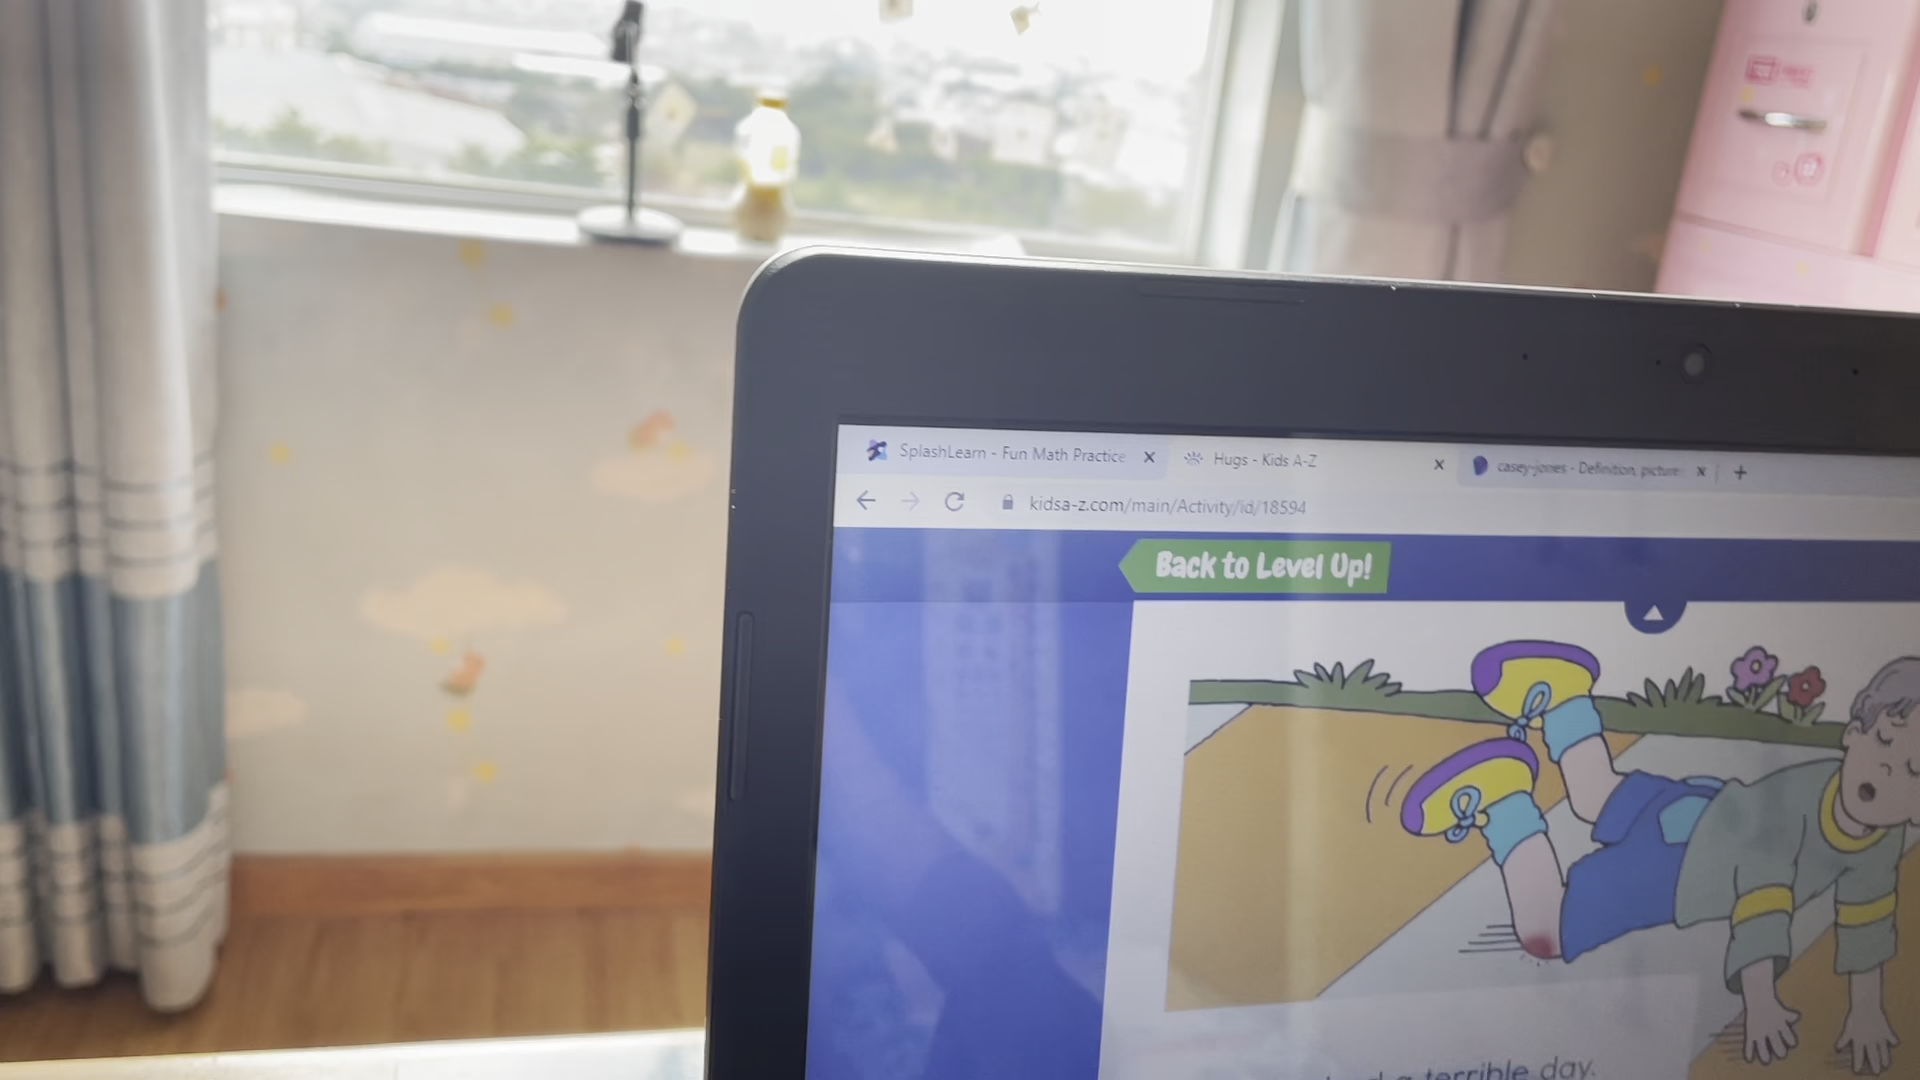 SplashLearn - Fun Math Practice
Hugs - Kids A-Z
casey-jones - Definition, picture
kidsa-z.com/main/Activity/id/18594
Back to Level Up!
a terrible day.